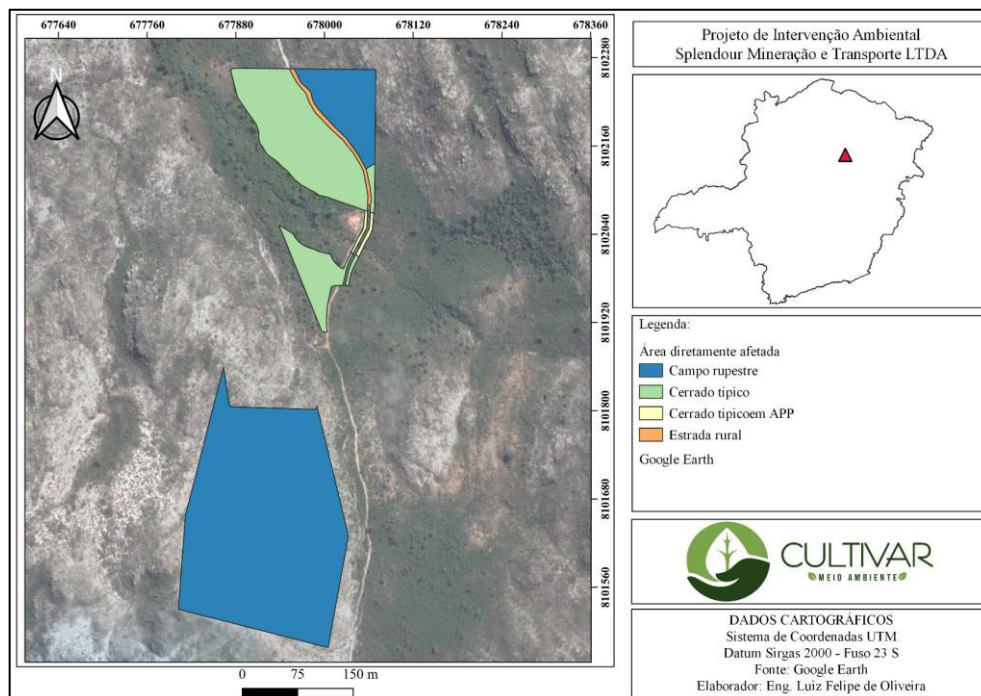 677640 677760 677880 678000 678120 678240 678360
8102280
8102160
8102040
8101920
8101800
8101680
8101560
N
0 75 150 m
Projeto de Intervenção Ambiental
Splendour Mineração e Transporte LTDA
Legenda:
Área diretamente afetada
Campo rupestre
Cerrado típico
Cerrado típicoem APP
Estrada rural
Google Earth
CULTIVAR
MEIO AMBIENTE
DADOS CARTOGRÁFICOS
Sistema de Coordenadas UTM
Datum Sirgas 2000 - Fuso 23 S
Fonte: Google Earth
Elaborador: Eng. Luiz Felipe de Oliveira